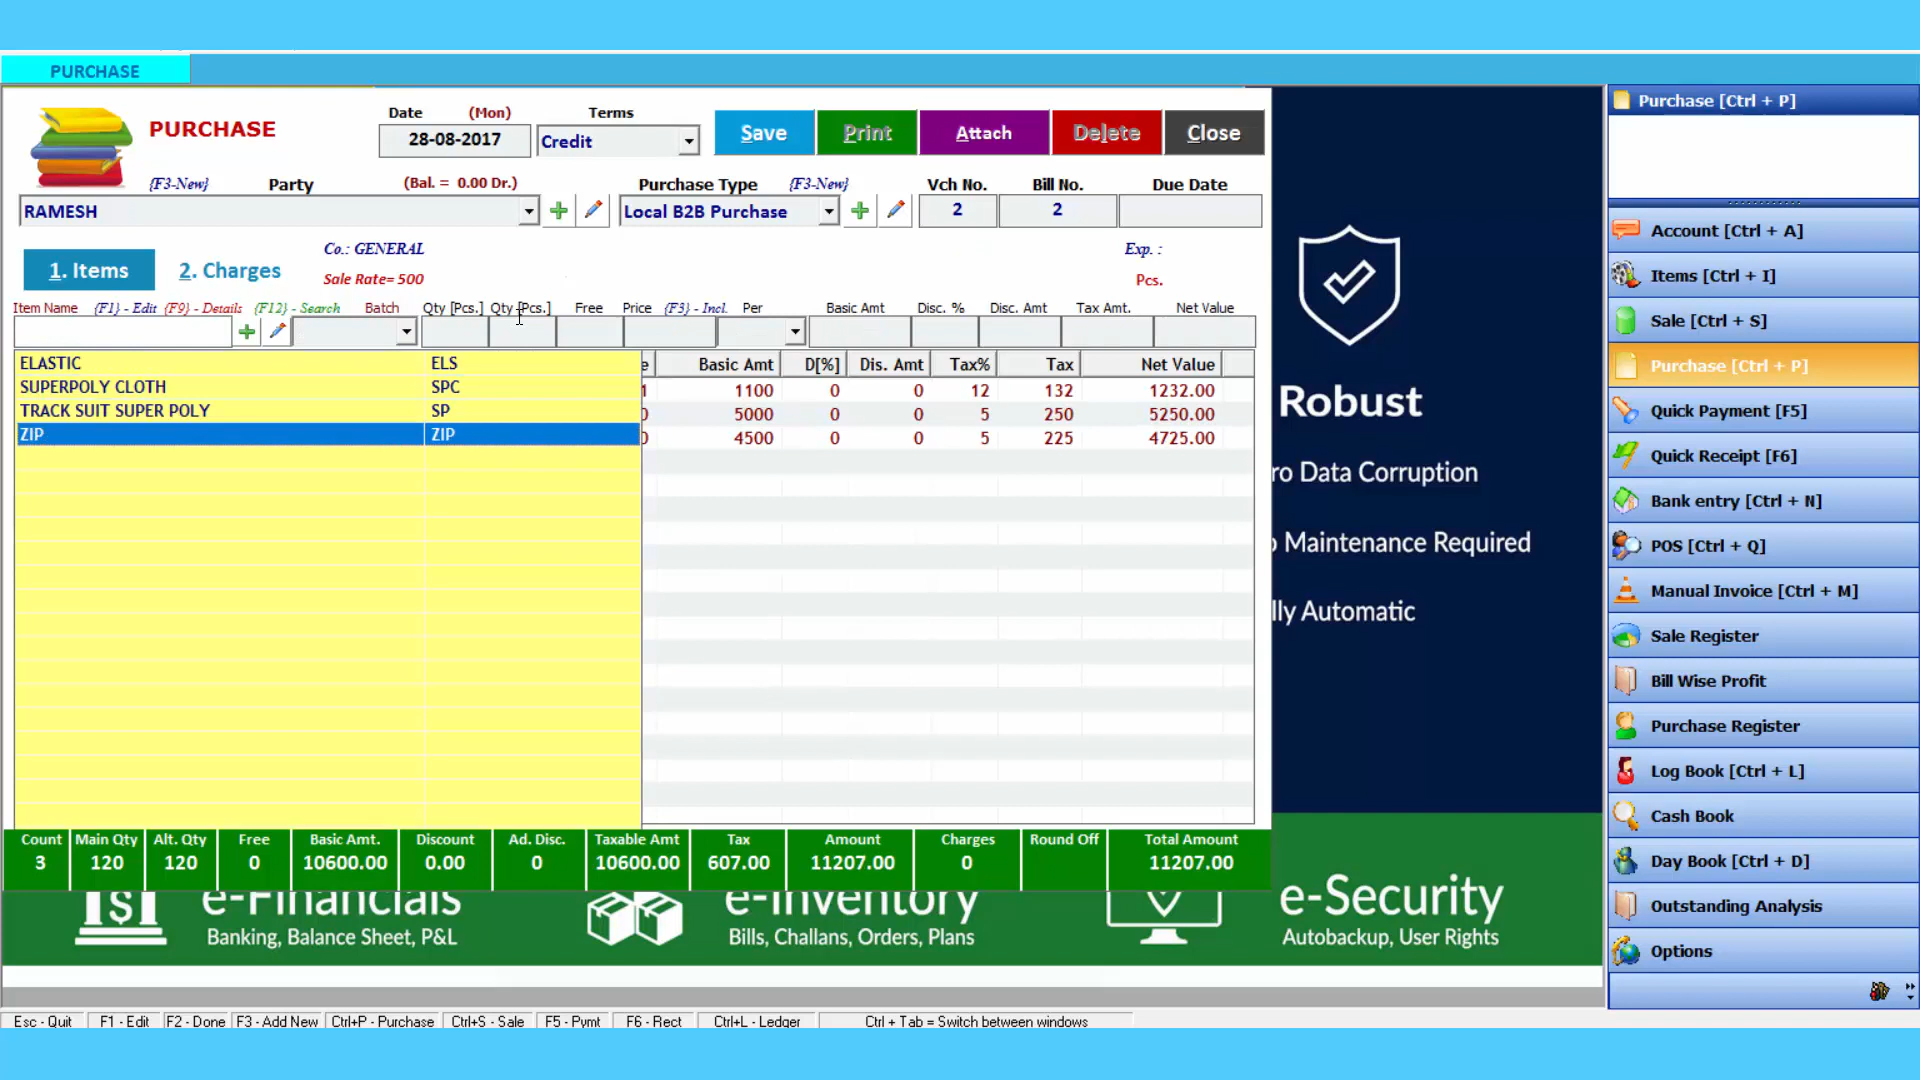 PURCHASE
PURCHASE
Date (Mon) Terms
28-08-2017 Credit
Save Print Attach Delete Close
{F3-New} Party (Bal. = 0.00 Dr.) Purchase Type {F3-New} Vch No. Bill No. Due Date
RAMESH Local B2B Purchase 2 2
1. Items 2. Charges
Co.: GENERAL Exp. :
Sale Rate= 500 Pcs.
Item Name {F1} - Edit {F9} - Details {F12} - Search Batch Qty [Pcs.] Qty [Pcs.] Free Price {F3} - Incl. Per Basic Amt Disc. % Disc. Amt Tax Amt. Net Value
ELASTIC ELS
SUPERPOLY CLOTH SPC
TRACK SUIT SUPER POLY SP
ZIP ZIP
e Basic Amt D[%] Dis. Amt Tax% Tax Net Value
1 1100 0 0 12 132 1232.00
0 5000 0 0 5 250 5250.00
0 4500 0 0 5 225 4725.00
Count Main Qty Alt. Qty Free Basic Amt. Discount Ad. Disc. Taxable Amt Tax Amount Charges Round Off Total Amount
3 120 120 0 10600.00 0.00 0 10600.00 607.00 11207.00 0 11207.00
Robust
ro Data Corruption
Maintenance Required
lly Automatic
e-Financials
Banking, Balance Sheet, P&L
e-Inventory
Bills, Challans, Orders, Plans
e-Security
Autobackup, User Rights
Purchase [Ctrl + P]
Account [Ctrl + A]
Items [Ctrl + I]
Sale [Ctrl + S]
Purchase [Ctrl + P]
Quick Payment [F5]
Quick Receipt [F6]
Bank entry [Ctrl + N]
POS [Ctrl + Q]
Manual Invoice [Ctrl + M]
Sale Register
Bill Wise Profit
Purchase Register
Log Book [Ctrl + L]
Cash Book
Day Book [Ctrl + D]
Outstanding Analysis
Options
Esc - Quit F1 - Edit F2 - Done F3 - Add New Ctrl+P - Purchase Ctrl+S - Sale F5 - Pymt F6 - Rect Ctrl+L - Ledger Ctrl + Tab = Switch between windows